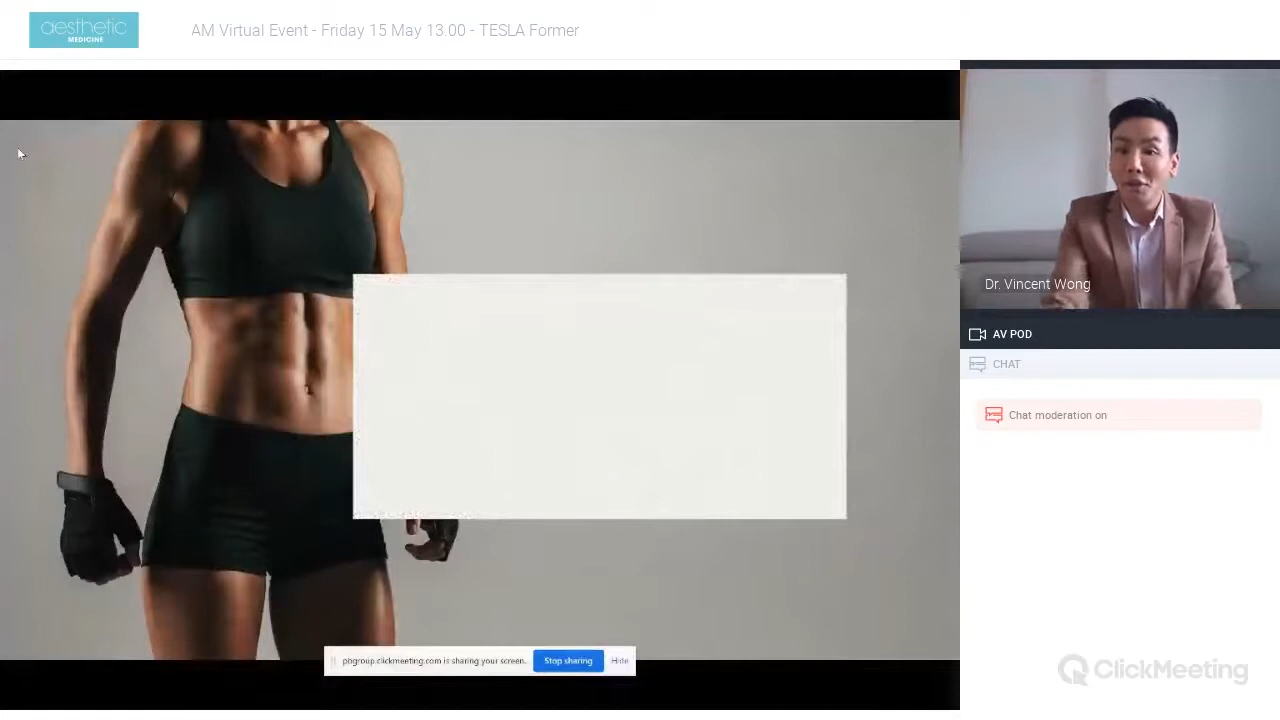 aesthetic
MEDICINE
AM Virtual Event - Friday 15 May 13.00 - TESLA Former
Dr. Vincent Wong
AV POD
CHAT
Chat moderation on
pbgroup.clickmeeting.com is sharing your screen.
Stop sharing
Hide
ClickMeeting